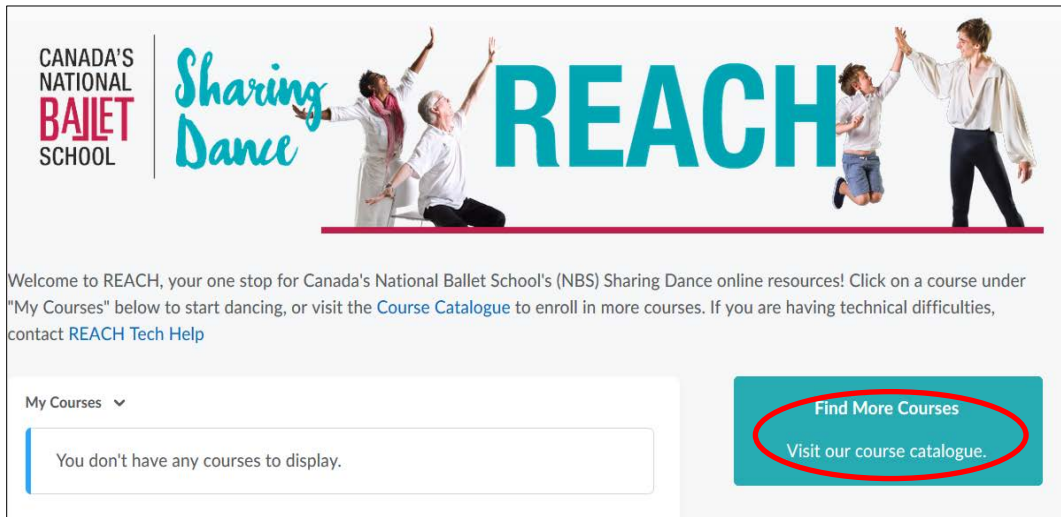 CANADA'S
NATIONAL
BALLET
SCHOOL
Sharing
Dance
REACH
Welcome to REACH, your one stop for Canada's National Ballet School's (NBS) Sharing Dance online resources! Click on a course under
"My Courses" below to start dancing, or visit the Course Catalogue to enroll in more courses. If you are having technical difficulties,
contact REACH Tech Help
My Courses
You don't have any courses to display.
Find More Courses
Visit our course catalogue.